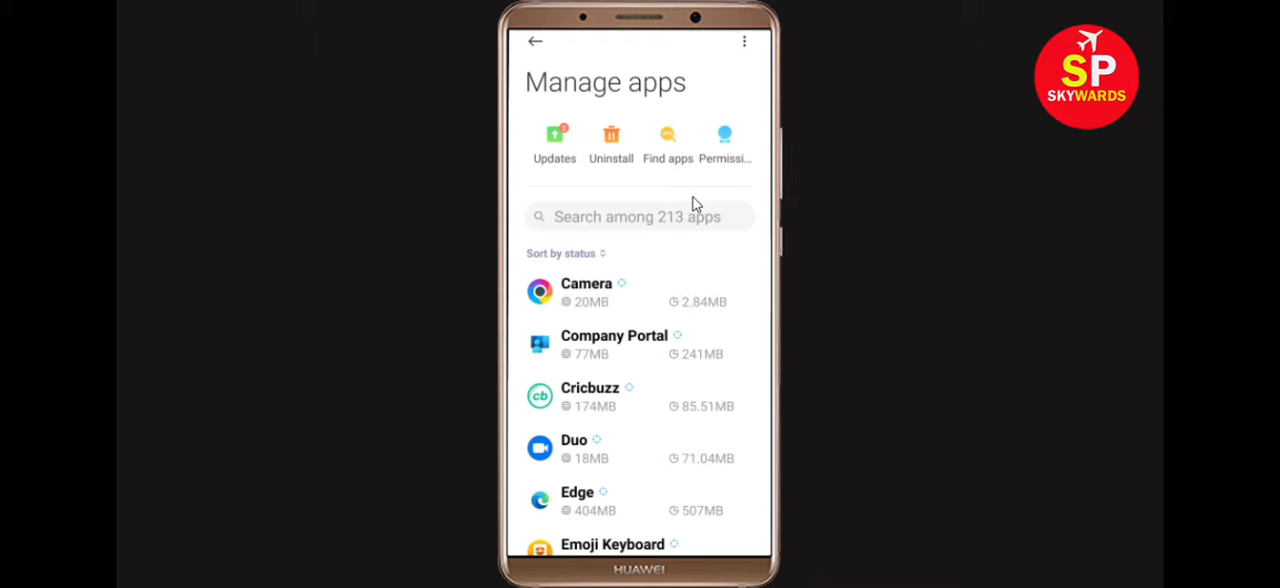 SP
SKYWARDS
Manage apps
2
Updates Uninstall Find apps Permissi...
Search among 213 apps
Sort by status
Camera
20MB 2.84MB
Company Portal
77MB 241MB
cb
Cricbuzz
174MB 85.51MB
Duo
18MB 71.04MB
Edge
404MB 507MB
Emoji Keyboard
HUAWEI